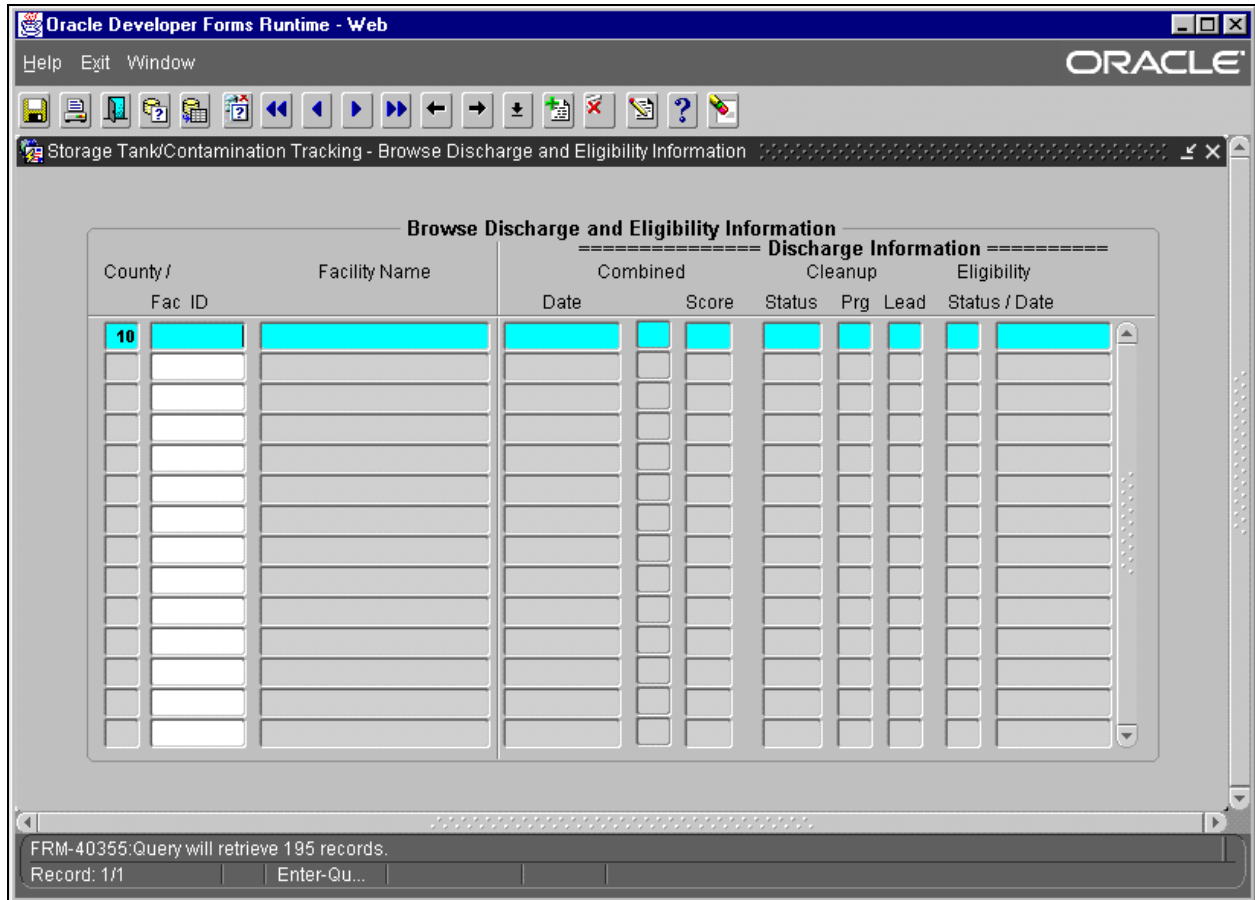 Oracle Developer Forms Runtime - Web
Help Exit Window
ORACLE
Storage Tank/Contamination Tracking - Browse Discharge and Eligibility Information
Browse Discharge and Eligibility Information
=============== Discharge Information ==========
County / Facility Name Combined Cleanup Eligibility
Fac ID Date Score Status Prg Lead Status / Date
10
FRM-40355:Query will retrieve 195 records.
Record: 1/1 Enter-Qu...